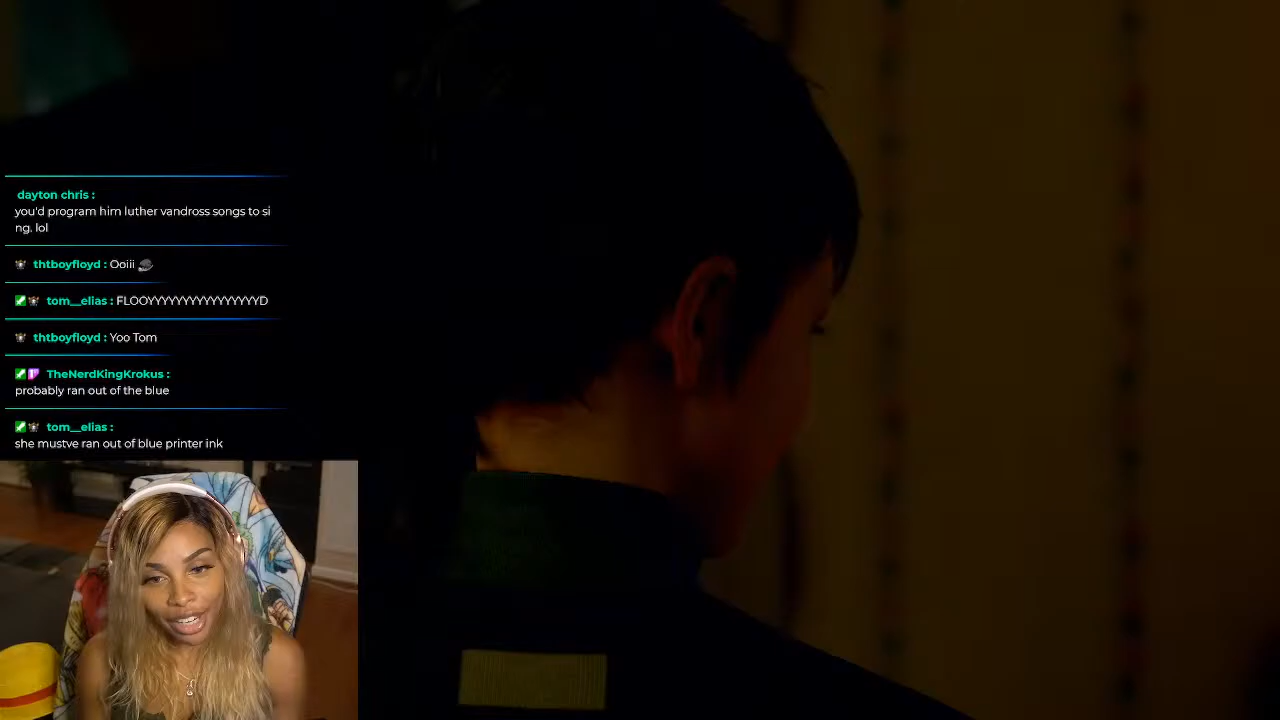 dayton chris :
you'd program him luther vandross songs to si
ng. lol
thtboyfloyd : Ooiii
tom__elias : FLOOYYYYYYYYYYYYYYYYD
thtboyfloyd : Yoo Tom
TheNerdKingKrokus :
probably ran out of the blue
tom__elias :
she mustve ran out of blue printer ink